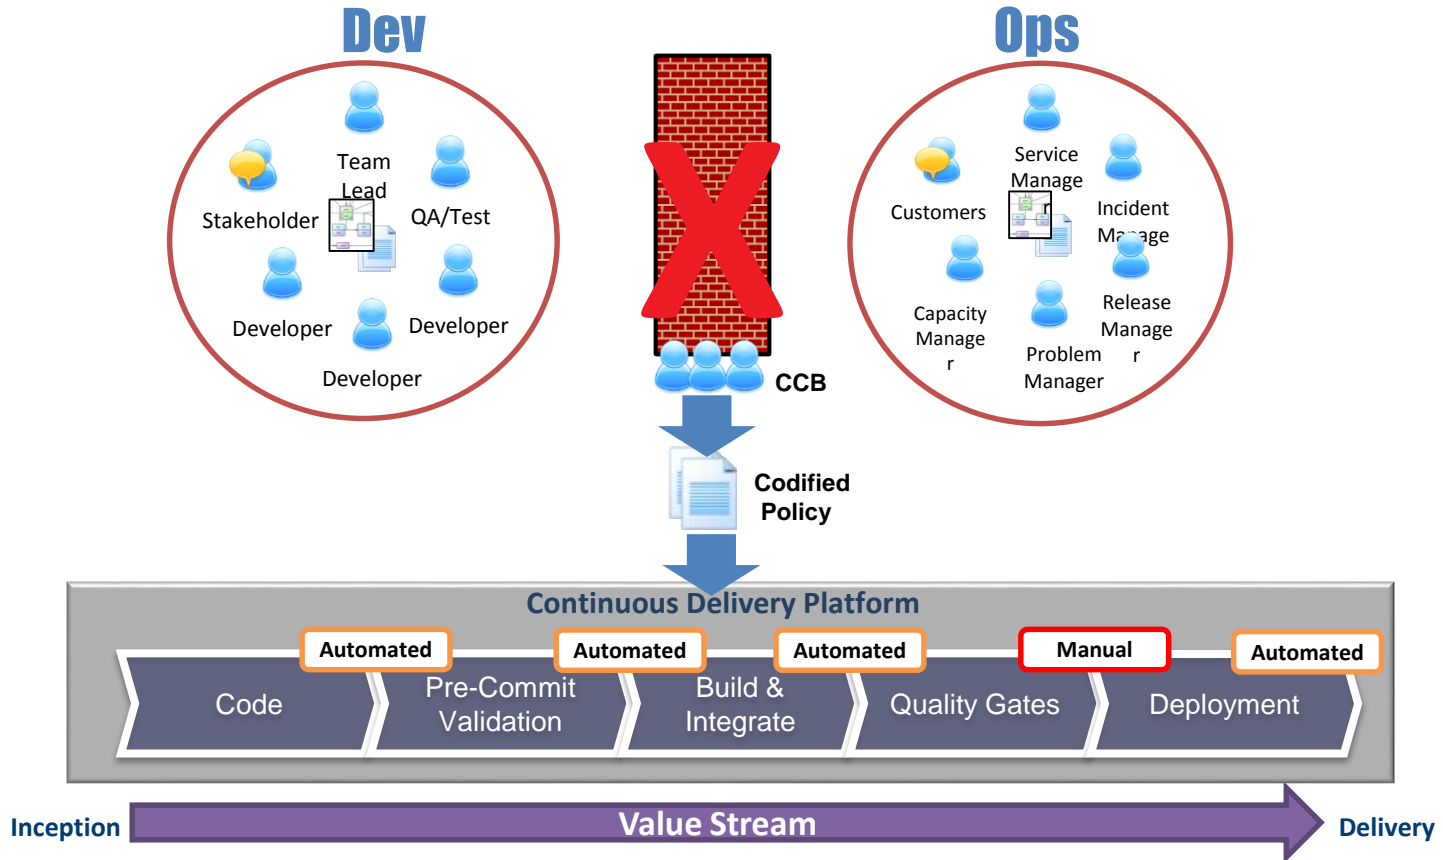 Dev
Ops
Team
Lead
Stakeholder
QA/Test
Developer
Developer
Developer
CCB
Service
Manage
r
Customers
Incident
Manage
Capacity
Manage
r
Problem
Manager
Release
Manage
r
Codified
Policy
Continuous Delivery Platform
Automated
Automated
Automated
Manual
Automated
Code
Pre-Commit
Validation
Build &
Integrate
Quality Gates
Deployment
Inception
Value Stream
Delivery